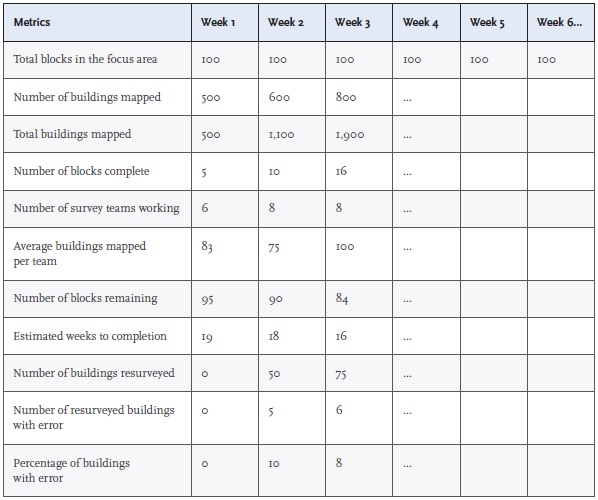 Metrics Week 1 Week 2 Week 3 Week 4 Week 5 Week 6...
Total blocks in the focus area 100 100 100 100 100 100
Number of buildings mapped 500 600 800 ...
Total buildings mapped 500 1,100 1,900 ...
Number of blocks complete 5 10 16 ...
Number of survey teams working 6 8 8 ...
Average buildings mapped
per team 83 75 100 ...
Number of blocks remaining 95 90 84 ...
Estimated weeks to completion 19 18 16 ...
Number of buildings resurveyed 0 50 75 ...
Number of resurveyed buildings
with error 0 5 6 ...
Percentage of buildings
with error 0 10 8 ...